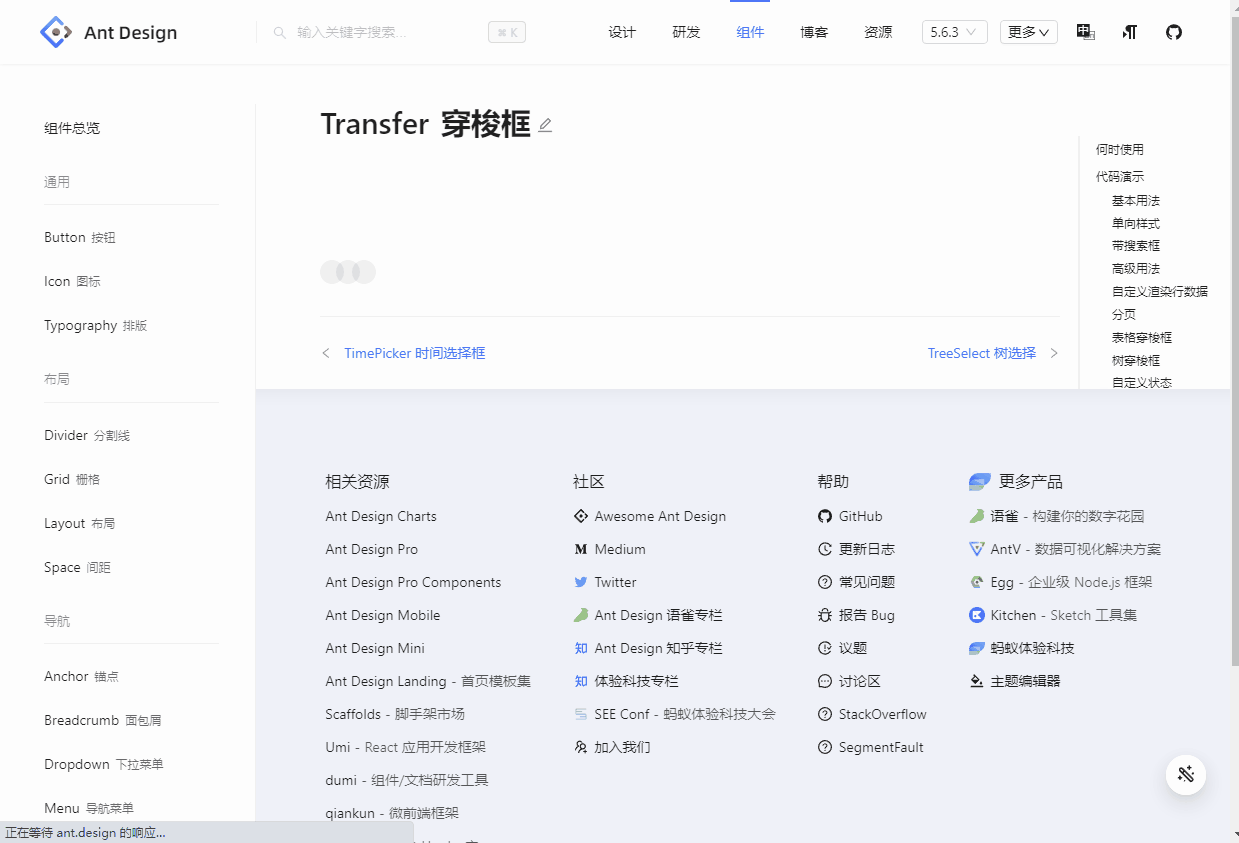 Ant Design
输入关键字搜索...
⌘ K
设计
研发
组件
博客
资源
5.6.3
更多
中
组件总览
通用
Button 按钮
Icon 图标
Typography 排版
布局
Divider 分割线
Grid 栅格
Layout 布局
Space 间距
导航
Anchor 锚点
Breadcrumb 面包屑
Dropdown 下拉菜单
Menu 导航菜单
Transfer 穿梭框
TimePicker 时间选择框
TreeSelect 树选择
何时使用
代码演示
基本用法
单向样式
带搜索框
高级用法
自定义渲染行数据
分页
表格穿梭框
树穿梭框
自定义状态
相关资源
Ant Design Charts
Ant Design Pro
Ant Design Pro Components
Ant Design Mobile
Ant Design Mini
Ant Design Landing - 首页模板集
Scaffolds - 脚手架市场
Umi - React 应用开发框架
dumi - 组件/文档研发工具
qiankun - 微前端框架
社区
Awesome Ant Design
Medium
Twitter
Ant Design 语雀专栏
Ant Design 知乎专栏
体验科技专栏
SEE Conf - 蚂蚁体验科技大会
加入我们
帮助
GitHub
更新日志
常见问题
报告 Bug
议题
讨论区
StackOverflow
SegmentFault
更多产品
语雀 - 构建你的数字花园
AntV - 数据可视化解决方案
Egg - 企业级 Node.js 框架
Kitchen - Sketch 工具集
蚂蚁体验科技
主题编辑器
正在等待 ant.design 的响应...